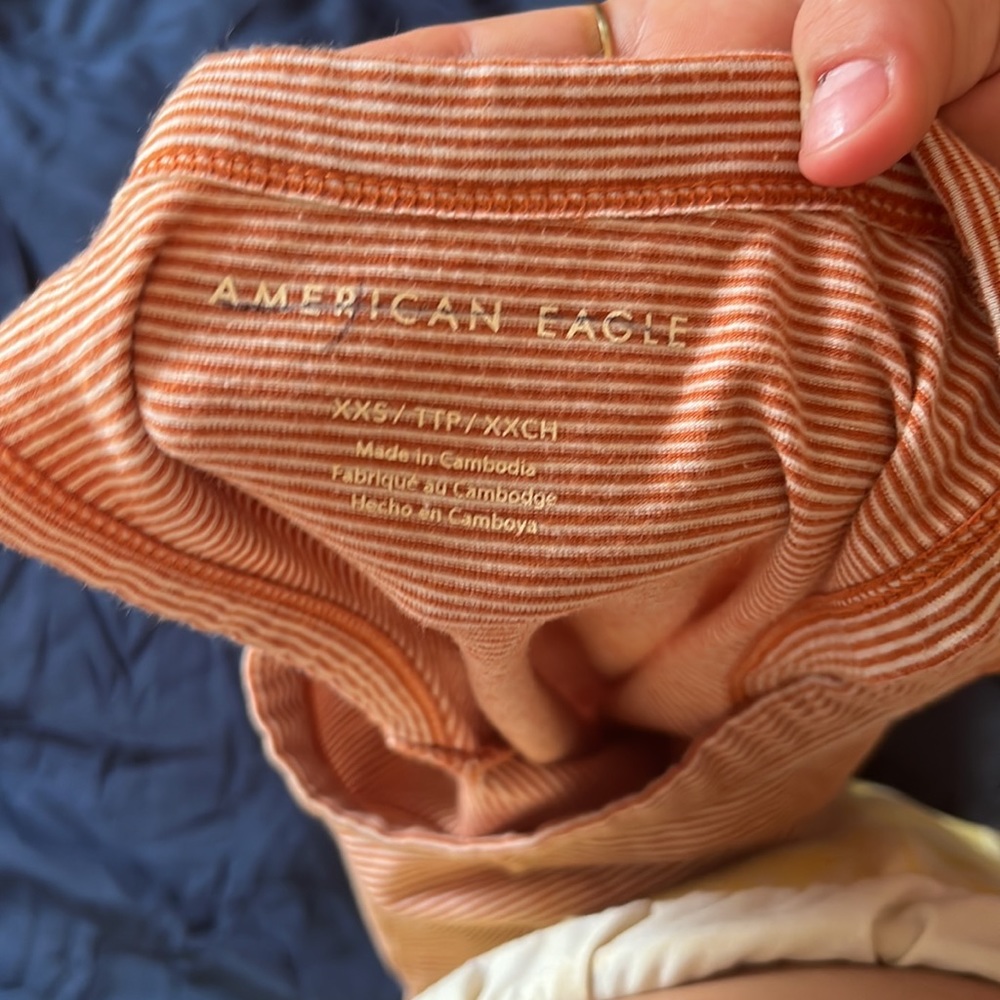 AMERICAN EAGLE
XXS / TTP / XXCH
Made in Cambodia
Fabriqué au Cambodge
Hecho en Camboya